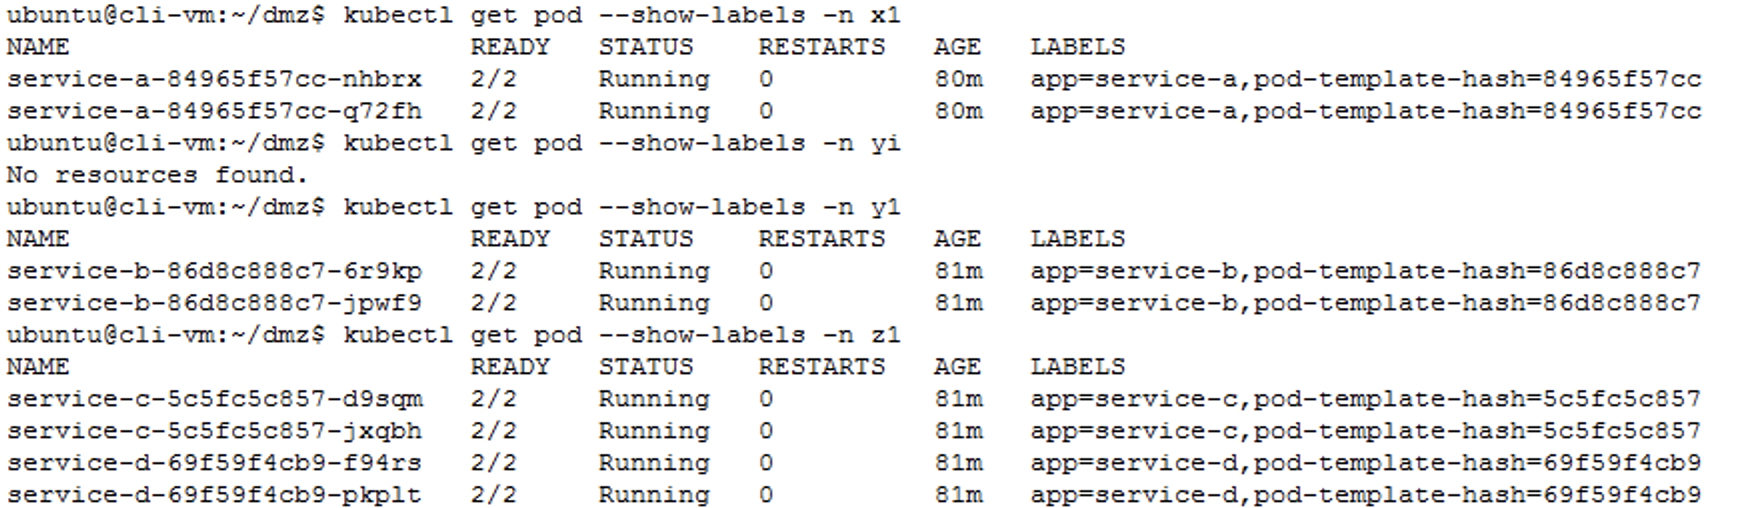 ubuntu@cli-vm:~/dmz$ kubectl get pod --show-labels -n x1
NAME READY STATUS RESTARTS AGE LABELS
service-a-84965f57cc-nhbrx 2/2 Running 0 80m app=service-a,pod-template-hash=84965f57cc
service-a-84965f57cc-q72fh 2/2 Running 0 80m app=service-a,pod-template-hash=84965f57cc
ubuntu@cli-vm:~/dmz$ kubectl get pod --show-labels -n yi
No resources found.
ubuntu@cli-vm:~/dmz$ kubectl get pod --show-labels -n y1
NAME READY STATUS RESTARTS AGE LABELS
service-b-86d8c888c7-6r9kp 2/2 Running 0 81m app=service-b,pod-template-hash=86d8c888c7
service-b-86d8c888c7-jpwf9 2/2 Running 0 81m app=service-b,pod-template-hash=86d8c888c7
ubuntu@cli-vm:~/dmz$ kubectl get pod --show-labels -n z1
NAME READY STATUS RESTARTS AGE LABELS
service-c-5c5fc5c857-d9sqm 2/2 Running 0 81m app=service-c,pod-template-hash=5c5fc5c857
service-c-5c5fc5c857-jxqbh 2/2 Running 0 81m app=service-c,pod-template-hash=5c5fc5c857
service-d-69f59f4cb9-f94rs 2/2 Running 0 81m app=service-d,pod-template-hash=69f59f4cb9
service-d-69f59f4cb9-pkplt 2/2 Running 0 81m app=service-d,pod-template-hash=69f59f4cb9